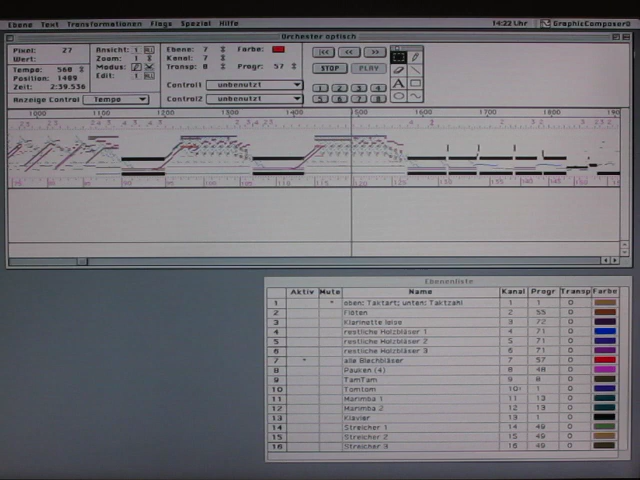 Ebene Text Transformationen Flags Spezial Hilfe 14:22 Uhr GraphicComposer
Orchester optisch
Pixel: 27 Ansicht: 1 Ebene: 7 Farbe:
Wert: Zoom: 1 Kanal: 7
Tempo: 560 Modus: Transp: 0 Progr: 57 STOP PLAY
Position: 1489 Edit: 1
Zeit: 2:39.536 Control1 unbenutzt 1 2 3 4
Anzeige Control Tempo Control2 unbenutzt 5 6 7 8
1000 1100 1200 1300 1400 1500 1600 1700 1800
Ebenenliste
Aktiv Mute Name Kanal Progr Transp Farbe
1 * oben: Taktart; unten: Taktzahl 1 1 0
2 Flöten 2 55 0
3 Klarinette leise 3 72 0
4 restliche Holzbläser 1 4 71 0
5 restliche Holzbläser 2 5 71 0
6 restliche Holzbläser 3 6 71 0
7 * alle Blechbläser 7 57 0
8 Pauken (4) 8 48 0
9 TamTam 9 8 0
10 Tomtom 10 1 0
11 Marimba 1 11 13 0
12 Marimba 2 12 13 0
13 Klavier 13 1 0
14 Streicher 1 14 49 0
15 Streicher 2 15 49 0
16 Streicher 3 16 49 0